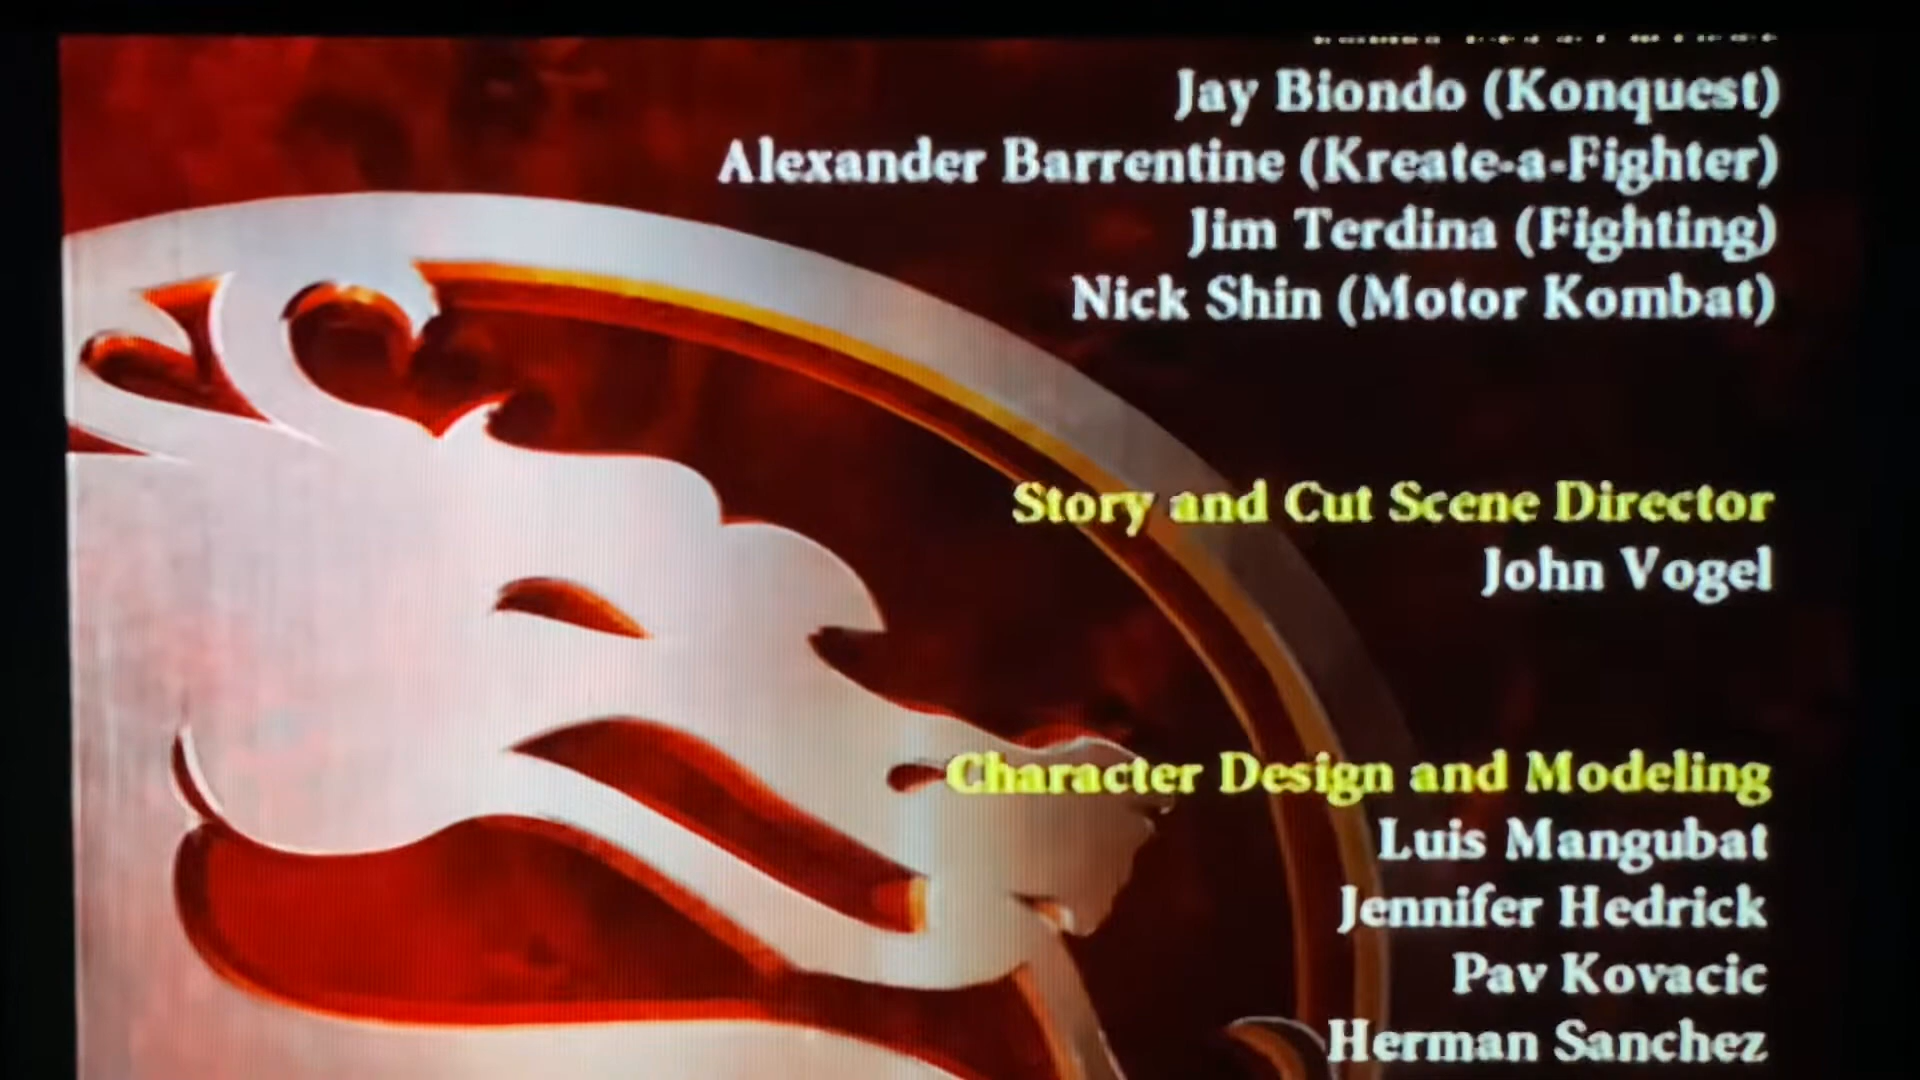 Jay Biondo (Konquest)
Alexander Barrentine (Kreate-a-Fighter)
Jim Terdina (Fighting)
Nick Shin (Motor Kombat)
Story and Cut Scene Director
John Vogel
Character Design and Modeling
Luis Mangubat
Jennifer Hedrick
Pav Kovacic
Herman Sanchez